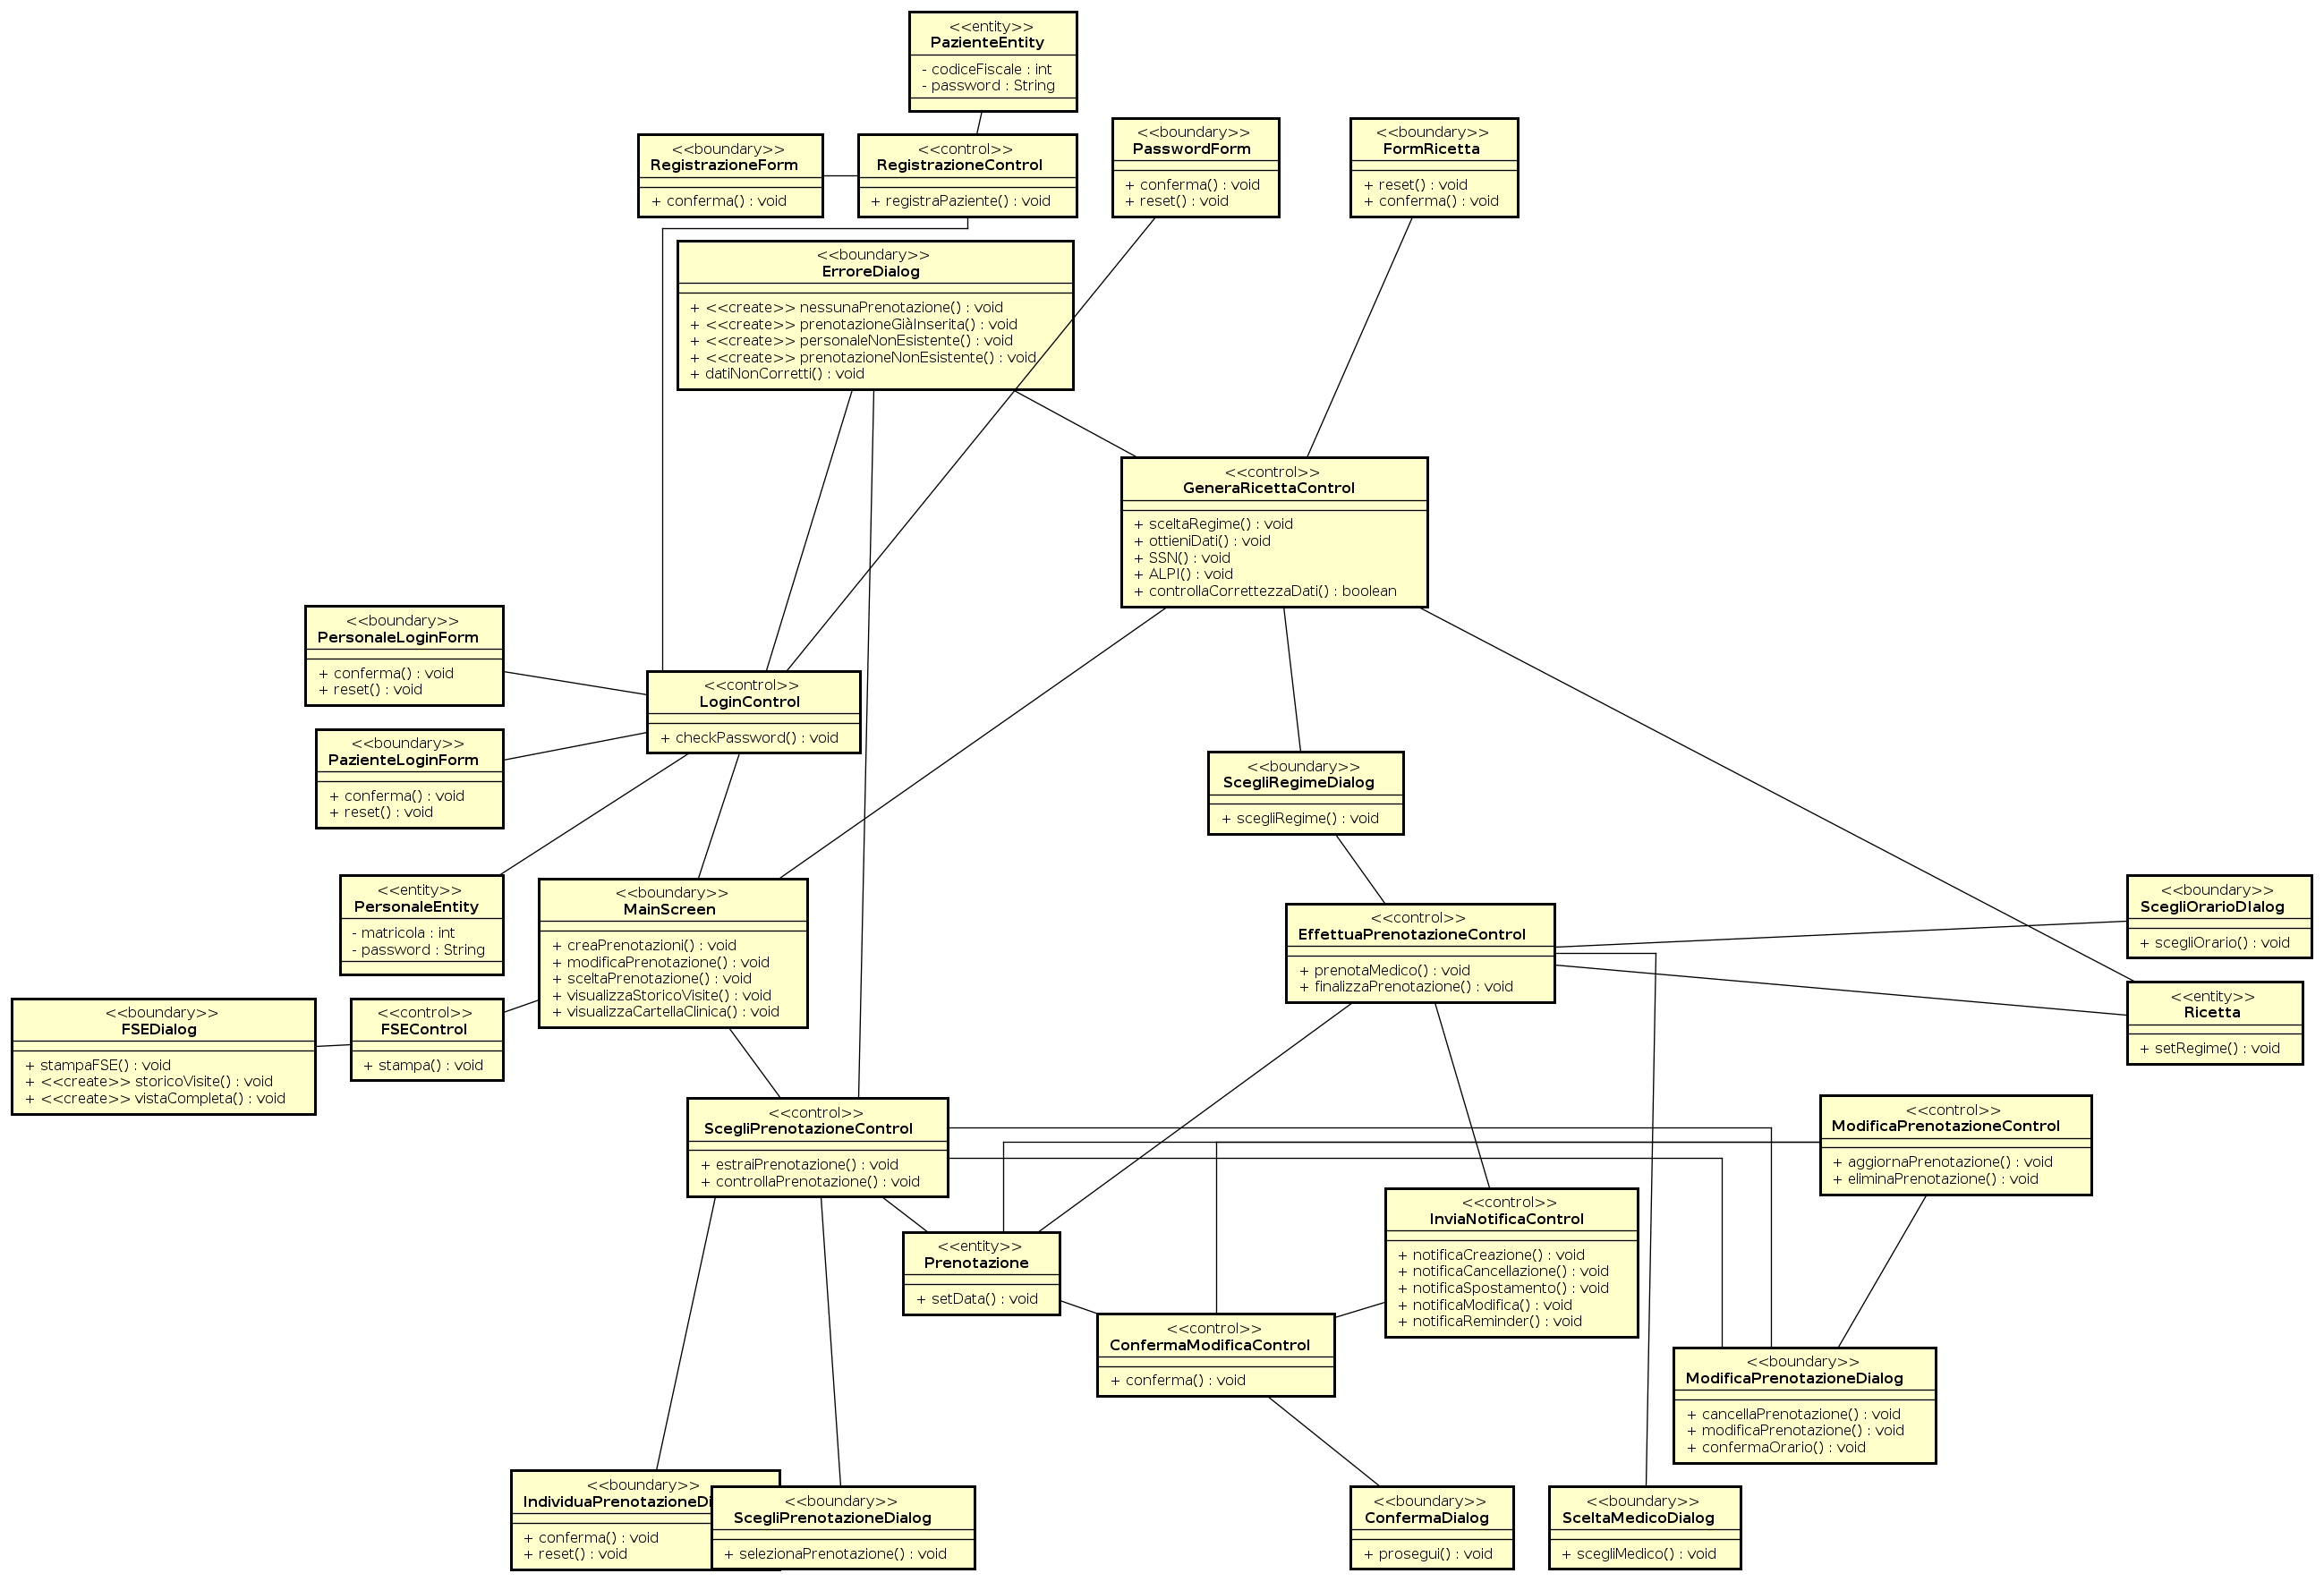 <<entity>>
PazienteEntity
- codiceFiscale : int
- password : String
<<boundary>>
RegistrazioneForm
+ conferma() : void
<<control>>
RegistrazioneControl
+ registraPaziente() : void
<<boundary>>
PasswordForm
+ conferma() : void
+ reset() : void
<<boundary>>
FormRicetta
+ reset() : void
+ conferma() : void
<<boundary>>
ErroreDialog
+ <<create>> nessunaPrenotazione() : void
+ <<create>> prenotazioneGiàInserita() : void
+ <<create>> personaleNonEsistente() : void
+ <<create>> prenotazioneNonEsistente() : void
+ datiNonCorretti() : void
<<control>>
GeneraRicettaControl
+ sceltaRegime() : void
+ ottieniDati() : void
+ SSN() : void
+ ALPI() : void
+ controllaCorrettezzaDati() : boolean
<<boundary>>
PersonaleLoginForm
+ conferma() : void
+ reset() : void
<<control>>
LoginControl
+ checkPassword() : void
<<boundary>>
PazienteLoginForm
+ conferma() : void
+ reset() : void
<<boundary>>
ScegliRegimeDialog
+ scegliRegime() : void
<<entity>>
PersonaleEntity
- matricola : int
- password : String
<<boundary>>
MainScreen
+ creaPrenotazioni() : void
+ modificaPrenotazione() : void
+ sceltaPrenotazione() : void
+ visualizzaStoricoVisite() : void
+ visualizzaCartellaClinica() : void
<<control>>
EffettuaPrenotazioneControl
+ prenotaMedico() : void
+ finalizzaPrenotazione() : void
<<boundary>>
ScegliOrarioDIalog
+ scegliOrario() : void
<<entity>>
Ricetta
+ setRegime() : void
<<boundary>>
FSEDialog
+ stampaFSE() : void
+ <<create>> storicoVisite() : void
+ <<create>> vistaCompleta() : void
<<control>>
FSEControl
+ stampa() : void
<<control>>
ScegliPrenotazioneControl
+ estraiPrenotazione() : void
+ controllaPrenotazione() : void
<<control>>
ModificaPrenotazioneControl
+ aggiornaPrenotazione() : void
+ eliminaPrenotazione() : void
<<entity>>
Prenotazione
+ setData() : void
<<control>>
InviaNotificaControl
+ notificaCreazione() : void
+ notificaCancellazione() : void
+ notificaSpostamento() : void
+ notificaModifica() : void
+ notificaReminder() : void
<<control>>
ConfermaModificaControl
+ conferma() : void
<<boundary>>
ModificaPrenotazioneDialog
+ cancellaPrenotazione() : void
+ modificaPrenotazione() : void
+ confermaOrario() : void
<<boundary>>
+ conferma() : void
+ reset() : void
<<boundary>>
ScegliPrenotazioneDialog
+ selezionaPrenotazione() : void
<<boundary>>
ConfermaDialog
+ prosegui() : void
<<boundary>>
SceltaMedicoDialog
+ scegliMedico() : void